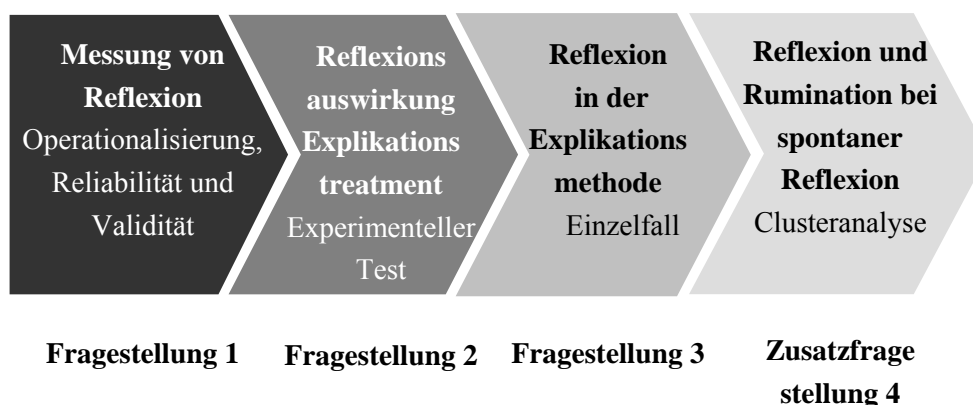 Messung von
Reflexion
Operationalisierung,
Reliabilität und
Validität
Reflexions
auswirkung
Explikations
treatment
Experimenteller
Test
Reflexion
in der
Explikations
methode
Einzelfall
Reflexion und
Rumination bei
spontaner
Reflexion
Clusteranalyse
Fragestellung 1
Fragestellung 2
Fragestellung 3
Zusatzfrage
stellung 4